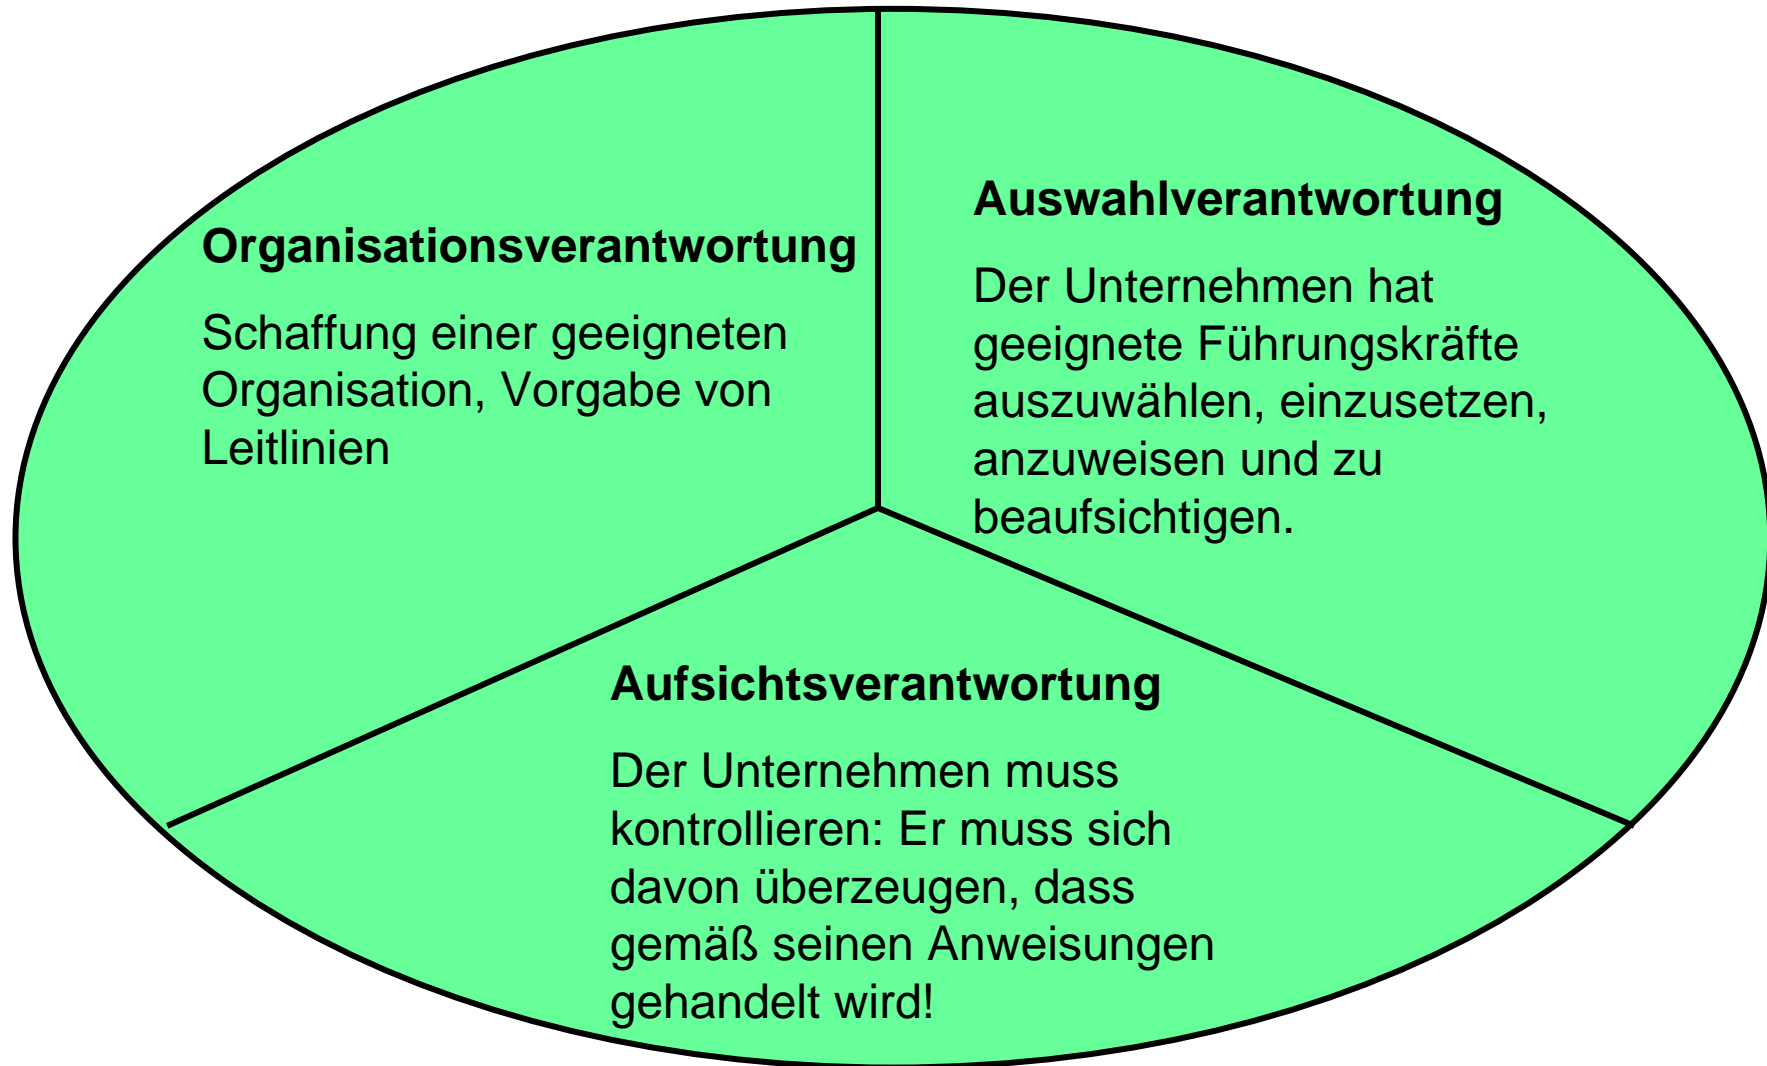 Organisationsverantwortung
Schaffung einer geeigneten
Organisation, Vorgabe von
Leitlinien
Auswahlverantwortung
Der Unternehmen hat
geeignete Führungskräfte
auszuwählen, einzusetzen,
anzuweisen und zu
beaufsichtigen.
Aufsichtsverantwortung
Der Unternehmen muss
kontrollieren: Er muss sich
davon überzeugen, dass
gemäß seinen Anweisungen
gehandelt wird!